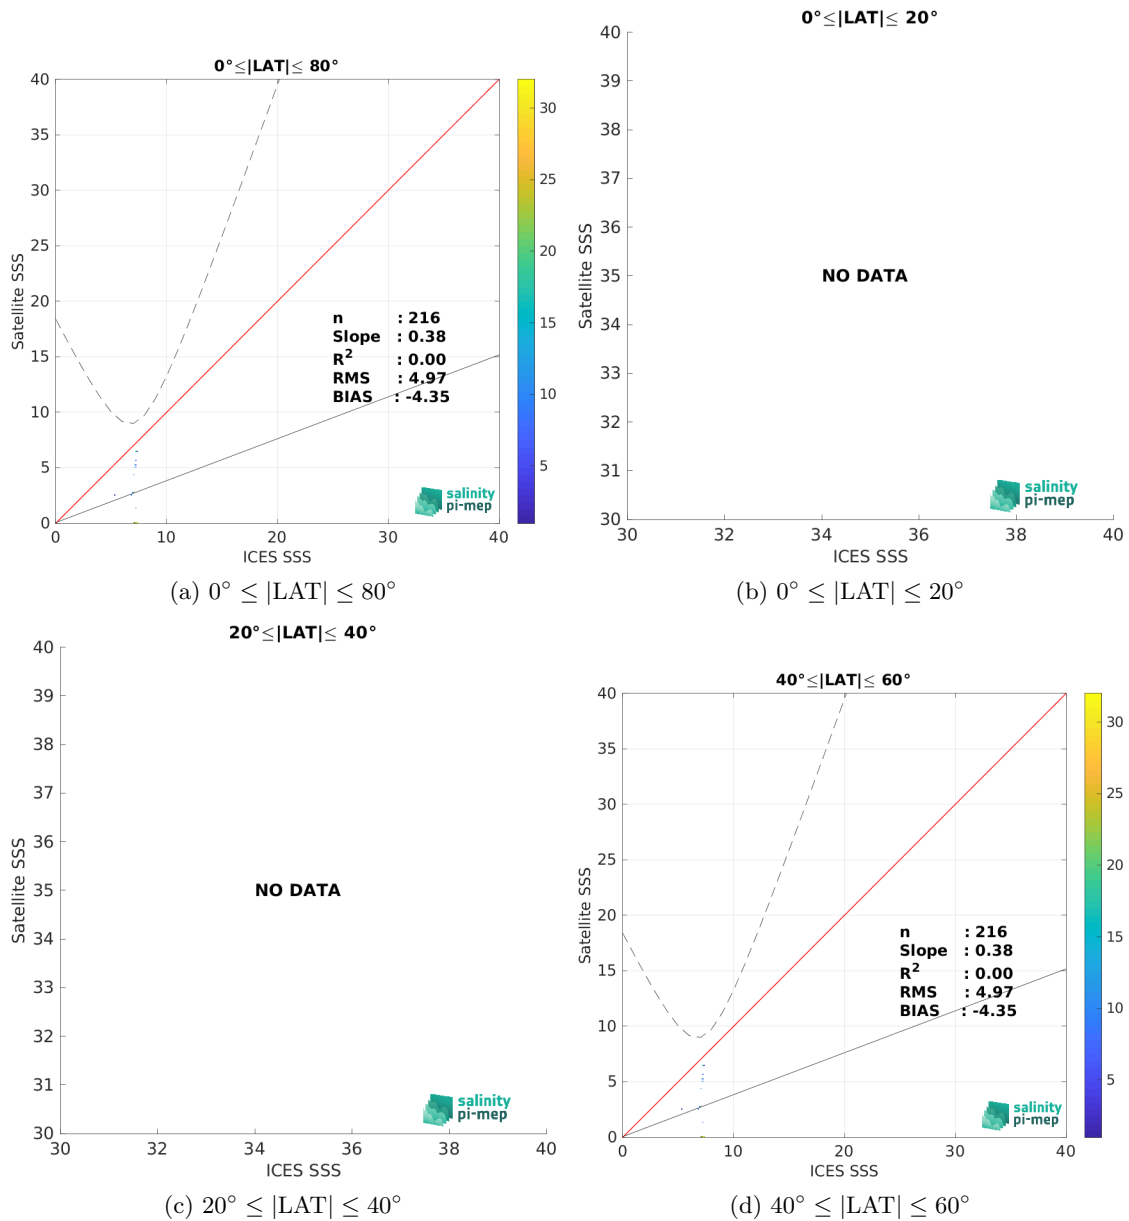 0°≤|LAT|≤ 80°
40
35
30
25
20
15
10
5
0
Satellite SSS
0
10
20
30
40
ICES SSS
n : 216
Slope : 0.38
R² : 0.00
RMS : 4.97
BIAS : -4.35
salinity
pi-mep
30
25
20
15
10
5
(a) 0° ≤ |LAT| ≤ 80°
0°≤|LAT|≤ 20°
40
39
38
37
36
35
34
33
32
31
30
Satellite SSS
NO DATA
salinity
pi-mep
30
32
34
36
38
40
ICES SSS
(b) 0° ≤ |LAT| ≤ 20°
20°≤|LAT|≤ 40°
40
39
38
37
36
35
34
33
32
31
30
Satellite SSS
NO DATA
salinity
pi-mep
30
32
34
36
38
40
ICES SSS
(c) 20° ≤ |LAT| ≤ 40°
40°≤|LAT|≤ 60°
40
35
30
25
20
15
10
5
0
Satellite SSS
0
10
20
30
40
ICES SSS
n : 216
Slope : 0.38
R² : 0.00
RMS : 4.97
BIAS : -4.35
salinity
pi-mep
30
25
20
15
10
5
(d) 40° ≤ |LAT| ≤ 60°